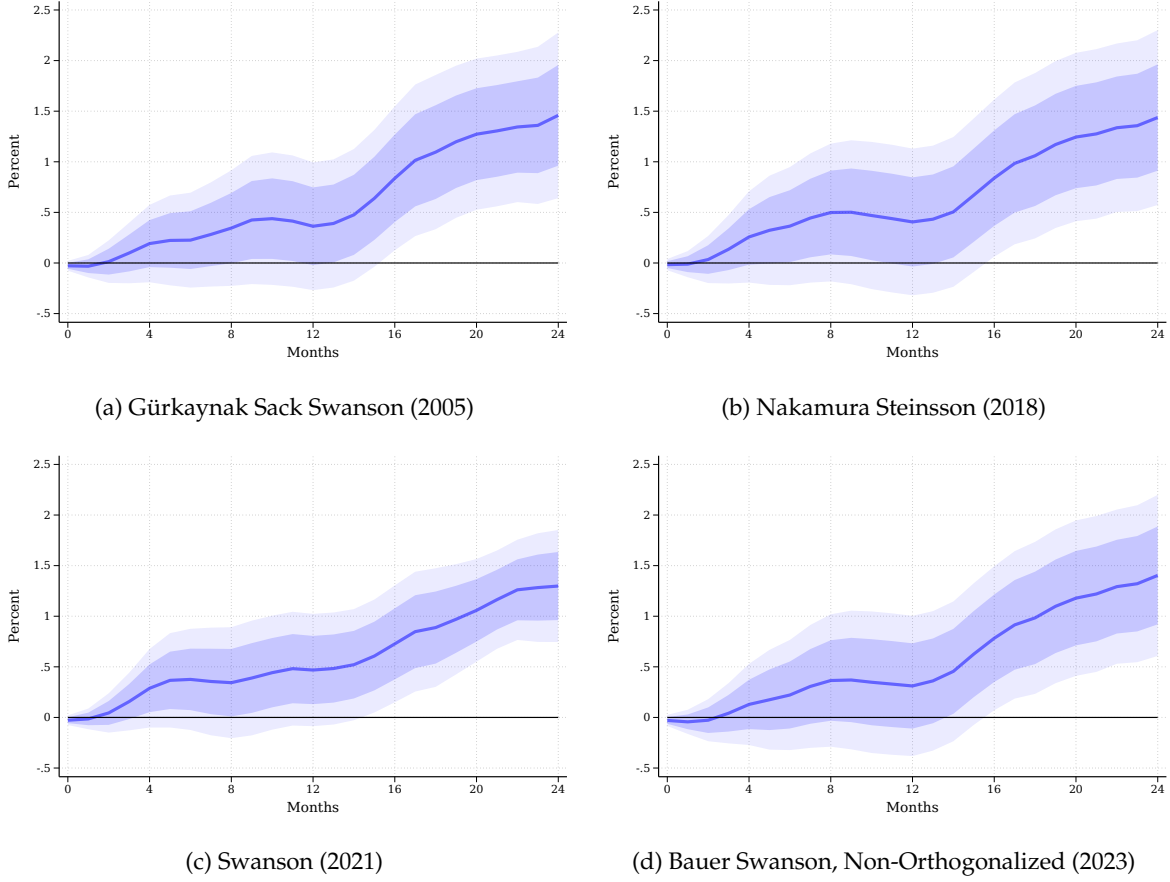 2.5
2
1.5
1
.5
0
-.5
Percent
0 4 8 12 16 20 24
Months
(a) Gürkaynak Sack Swanson (2005)
2.5
2
1.5
1
.5
0
-.5
Percent
0 4 8 12 16 20 24
Months
(b) Nakamura Steinsson (2018)
2.5
2
1.5
1
.5
0
-.5
Percent
0 4 8 12 16 20 24
Months
(c) Swanson (2021)
2.5
2
1.5
1
.5
0
-.5
Percent
0 4 8 12 16 20 24
Months
(d) Bauer Swanson, Non-Orthogonalized (2023)